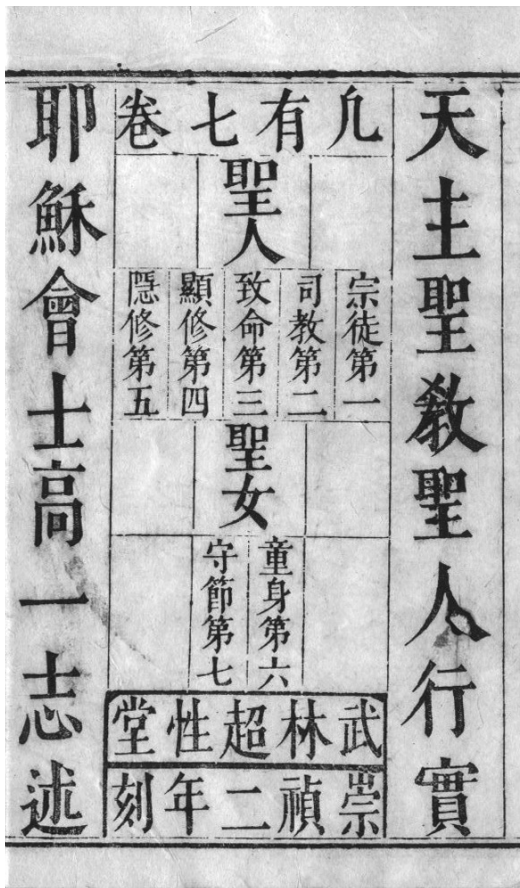 天主聖教聖人行實
凢有七卷
聖人
宗徒第一
司教第二
致命第三
顯修第四
隱修第五
聖女
童身第六
守節第七
武林超性堂
崇禎二年刻
耶穌會士高一志述